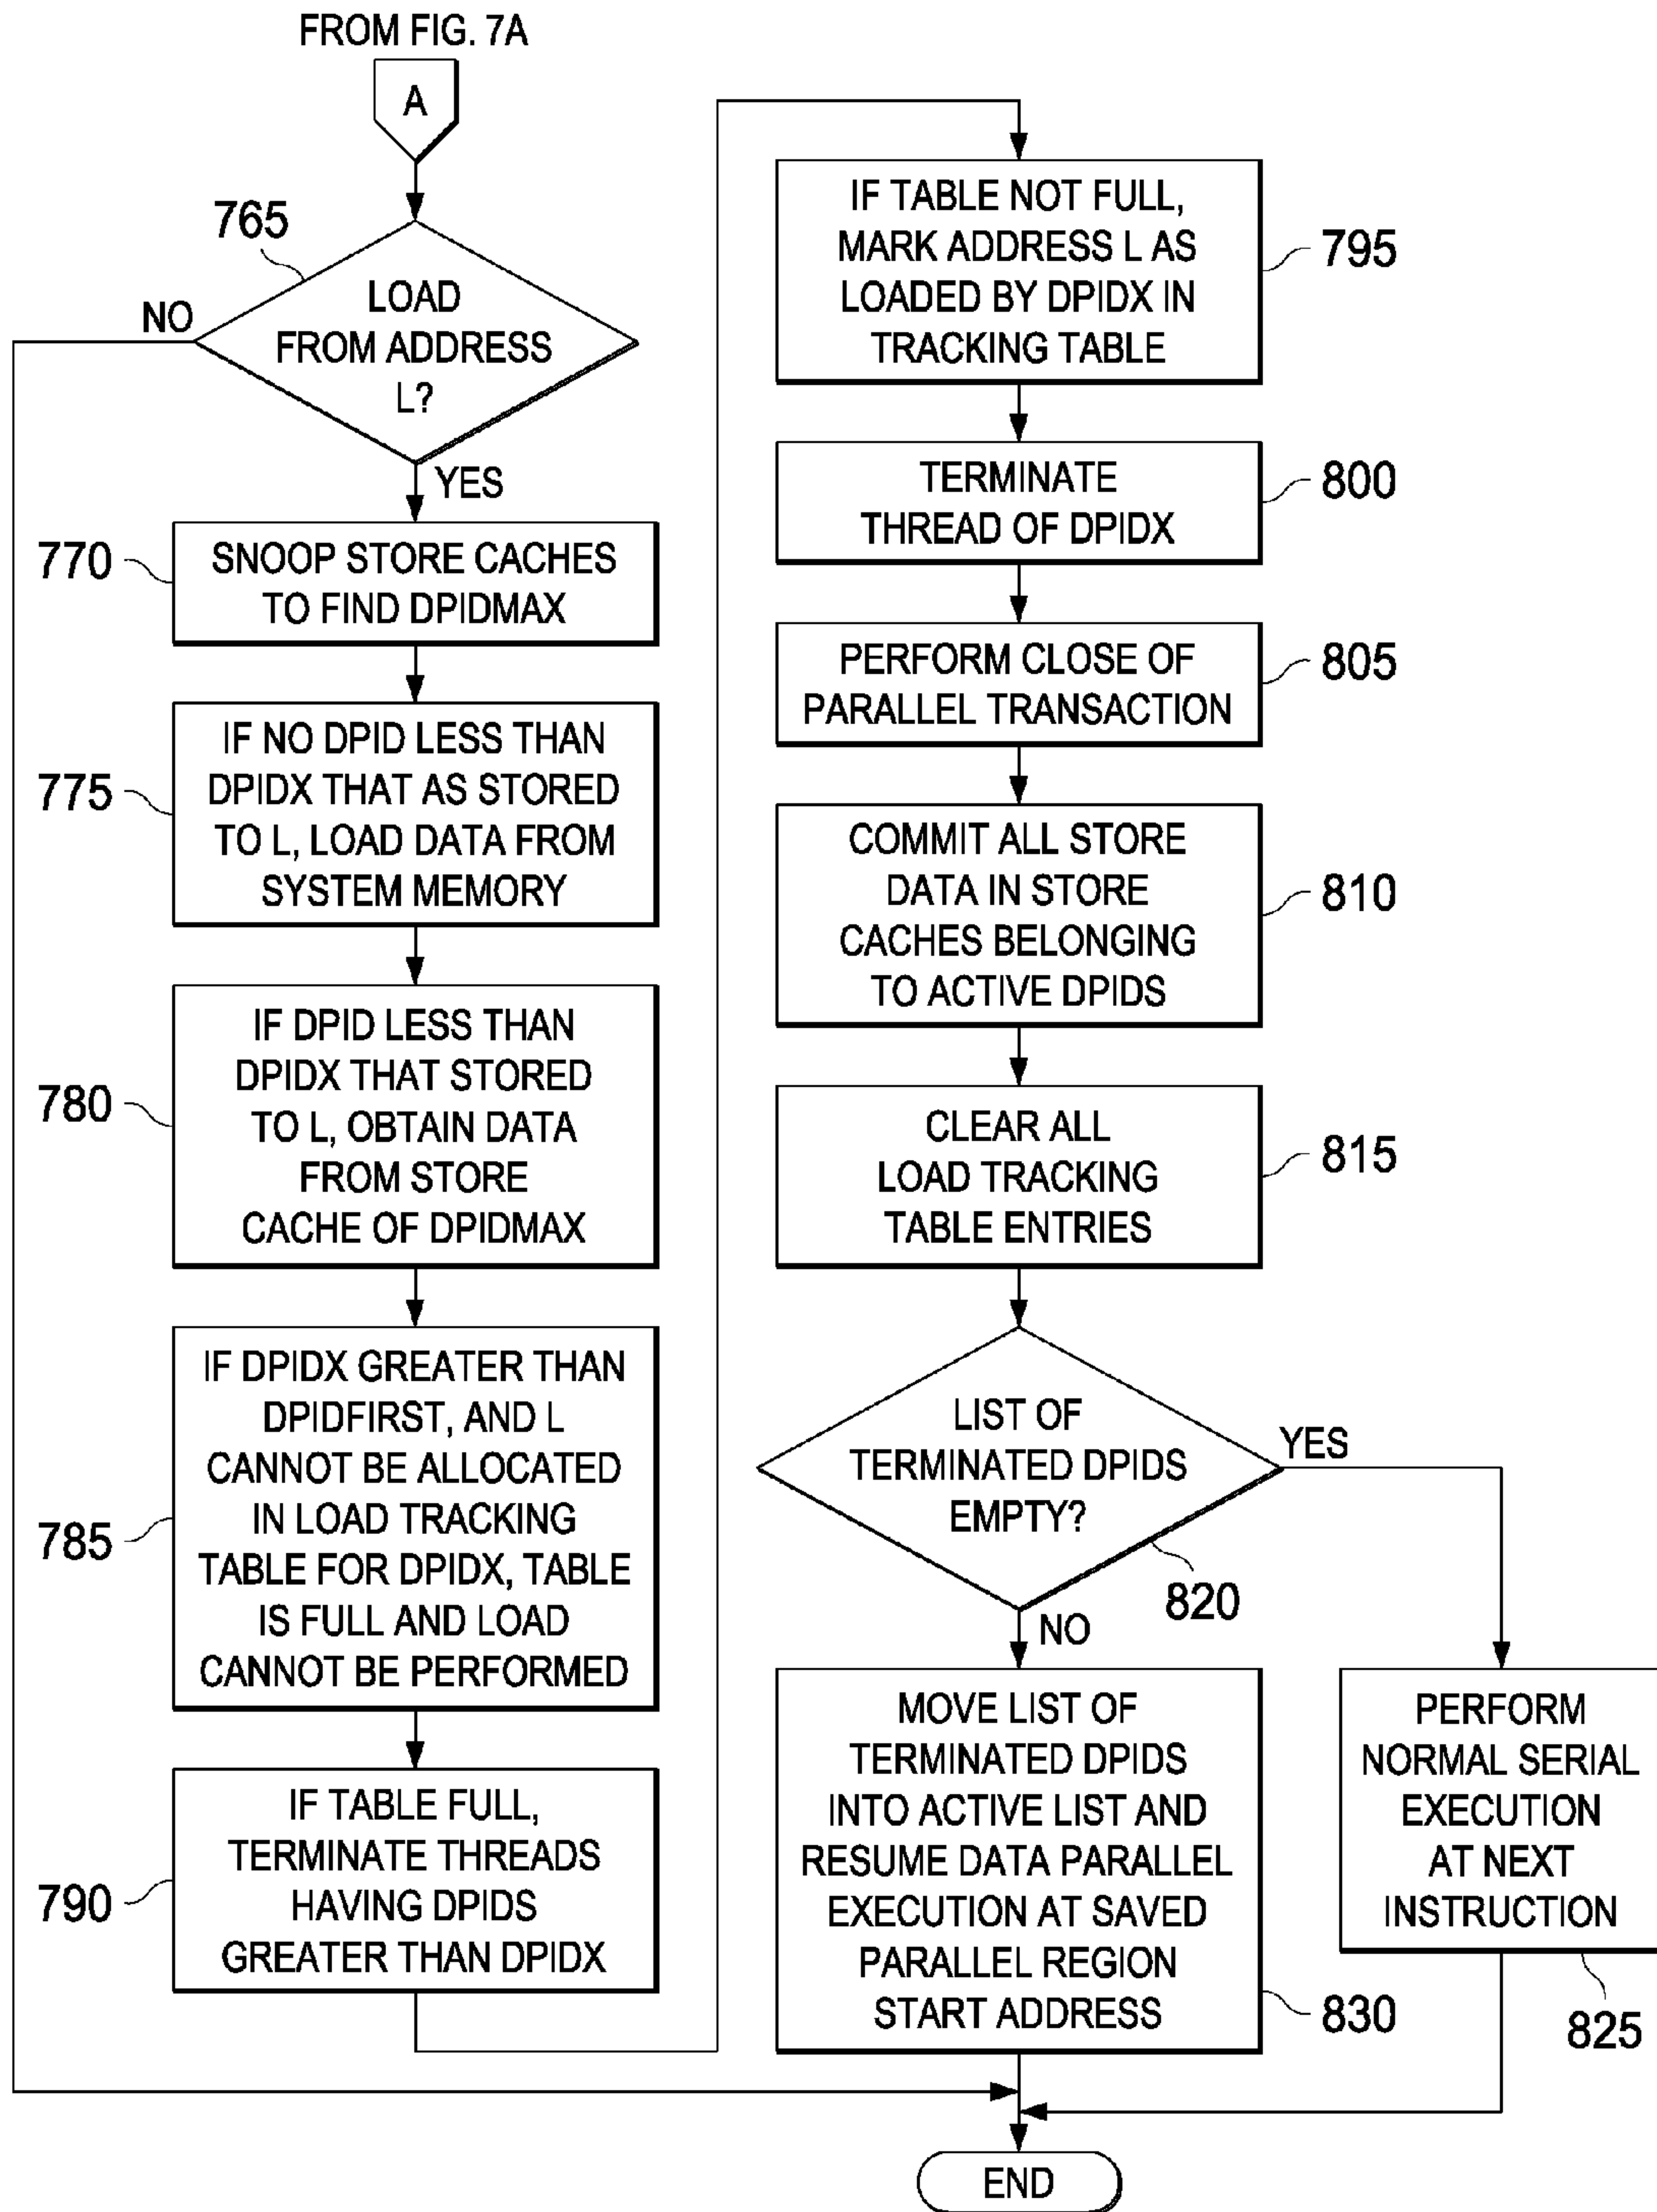 FROM FIG. 7A
A
765
LOAD
FROM ADDRESS
L?
NO
YES
770
SNOOP STORE CACHES
TO FIND DPIDMAX
775
IF NO DPID LESS THAN
DPIDX THAT AS STORED
TO L, LOAD DATA FROM
SYSTEM MEMORY
780
IF DPID LESS THAN
DPIDX THAT STORED
TO L, OBTAIN DATA
FROM STORE
CACHE OF DPIDMAX
785
IF DPIDX GREATER THAN
DPIDFIRST, AND L
CANNOT BE ALLOCATED
IN LOAD TRACKING
TABLE FOR DPIDX, TABLE
IS FULL AND LOAD
CANNOT BE PERFORMED
790
IF TABLE FULL,
TERMINATE THREADS
HAVING DPIDS
GREATER THAN DPIDX
IF TABLE NOT FULL,
MARK ADDRESS L AS
LOADED BY DPIDX IN
TRACKING TABLE
795
TERMINATE
THREAD OF DPIDX
800
PERFORM CLOSE OF
PARALLEL TRANSACTION
805
COMMIT ALL STORE
DATA IN STORE
CACHES BELONGING
TO ACTIVE DPIDS
810
CLEAR ALL
LOAD TRACKING
TABLE ENTRIES
815
LIST OF
TERMINATED DPIDS
EMPTY?
820
YES
NO
MOVE LIST OF
TERMINATED DPIDS
INTO ACTIVE LIST AND
RESUME DATA PARALLEL
EXECUTION AT SAVED
PARALLEL REGION
START ADDRESS
830
PERFORM
NORMAL SERIAL
EXECUTION
AT NEXT
INSTRUCTION
825
END